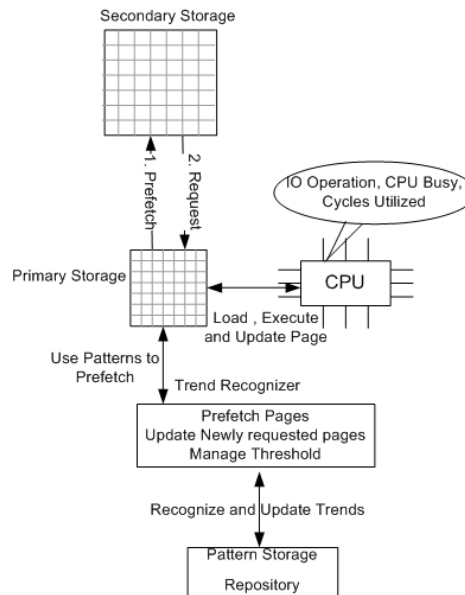 Secondary Storage
1. Prefetch
2. Request
IO Operation, CPU Busy,
Cycles Utilized
Primary Storage
CPU
Load , Execute
and Update Page
Use Patterns to
Prefetch
Trend Recognizer
Prefetch Pages
Update Newly requested pages
Manage Threshold
Recognize and Update Trends
Pattern Storage
Repository